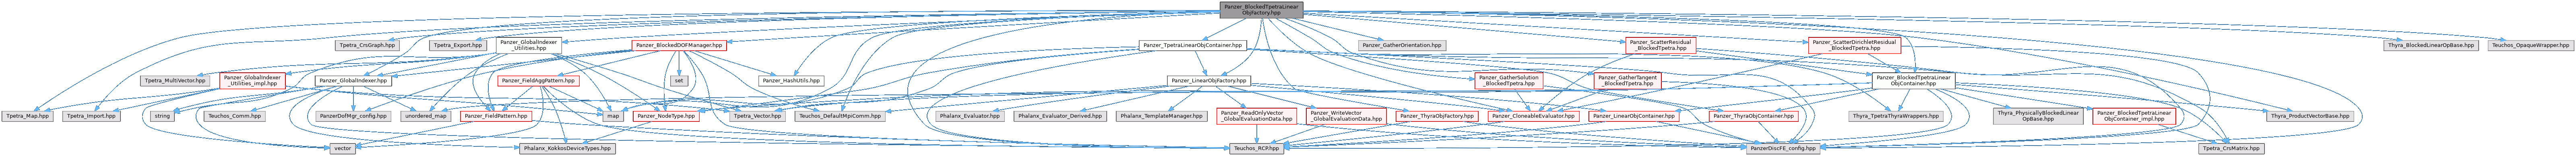 Panzer_BlockedTpetraLinear
ObjFactory.hpp
Tpetra_CrsGraph.hpp
Tpetra_Export.hpp
Panzer_GlobalIndexer
_Utilities.hpp
Panzer_BlockedDOFManager.hpp
Panzer_TpetraLinearObjContainer.hpp
Panzer_GatherOrientation.hpp
Panzer_ScatterResidual
_BlockedTpetra.hpp
Panzer_ScatterDirichletResidual
_BlockedTpetra.hpp
Thyra_BlockedLinearOpBase.hpp
Teuchos_OpaqueWrapper.hpp
Tpetra_MultiVector.hpp
Panzer_GlobalIndexer
_Utilities_impl.hpp
Panzer_GlobalIndexer.hpp
Panzer_FieldAggPattern.hpp
set
Panzer_HashUtils.hpp
Panzer_LinearObjFactory.hpp
Panzer_GatherSolution
_BlockedTpetra.hpp
Panzer_GatherTangent
_BlockedTpetra.hpp
Panzer_BlockedTpetraLinear
ObjContainer.hpp
Tpetra_Map.hpp
Tpetra_Import.hpp
string
Teuchos_Comm.hpp
PanzerDofMgr_config.hpp
unordered_map
Panzer_FieldPattern.hpp
map
Panzer_NodeType.hpp
Tpetra_Vector.hpp
Teuchos_DefaultMpiComm.hpp
Phalanx_Evaluator.hpp
Phalanx_Evaluator_Derived.hpp
Phalanx_TemplateManager.hpp
Panzer_ReadOnlyVector
_GlobalEvaluationData.hpp
Panzer_WriteVector
_GlobalEvaluationData.hpp
Panzer_ThyraObjFactory.hpp
Panzer_CloneableEvaluator.hpp
Panzer_LinearObjContainer.hpp
Panzer_ThyraObjContainer.hpp
Thyra_TpetraThyraWrappers.hpp
Thyra_PhysicallyBlockedLinear
OpBase.hpp
Panzer_BlockedTpetraLinear
ObjContainer_impl.hpp
Thyra_ProductVectorBase.hpp
vector
Phalanx_KokkosDeviceTypes.hpp
Teuchos_RCP.hpp
PanzerDiscFE_config.hpp
Tpetra_CrsMatrix.hpp